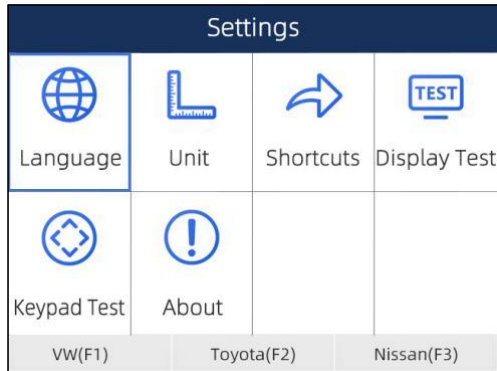 Settings
TEST
Language Unit Shortcuts Display Test
Keypad Test About
VW(F1) Toyota(F2) Nissan(F3)